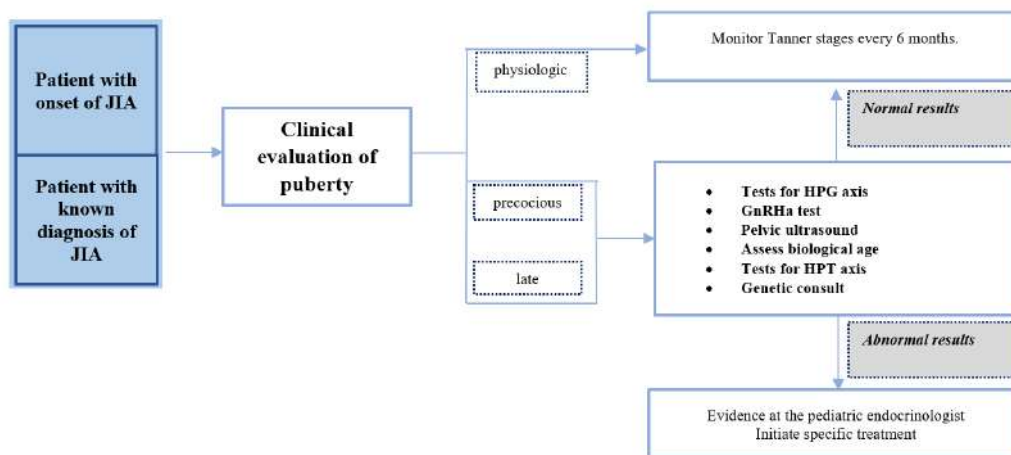 Patient with
onset of JIA
Patient with
known
diagnosis of
JIA
Clinical
evaluation of
puberty
physiologic
precocious
late
Monitor Tanner stages every 6 months.
Normal results
• Tests for HPG axis
• GnRHa test
• Pelvic ultrasound
• Assess biological age
• Tests for HPT axis
• Genetic consult
Abnormal results
Evidence at the pediatric endocrinologist
Initiate specific treatment